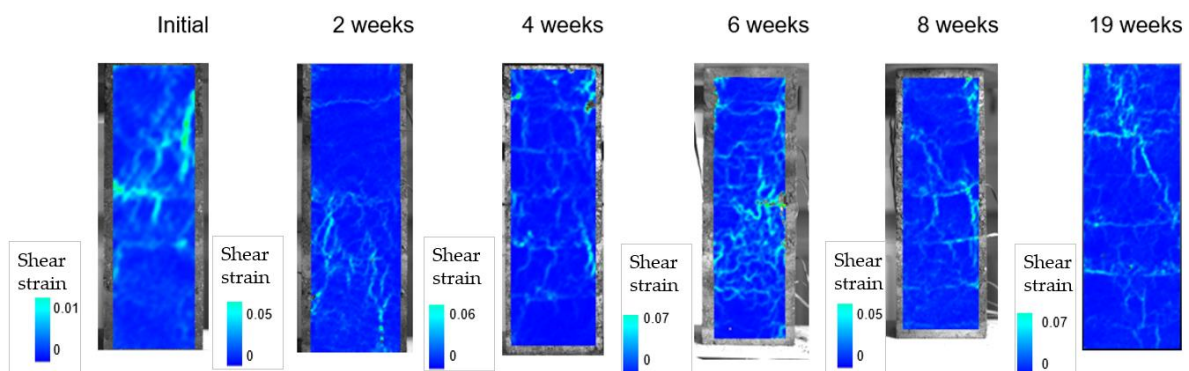 Initial
2 weeks
4 weeks
6 weeks
8 weeks
19 weeks
Shear
strain
0.01
0
Shear
strain
0.05
0
Shear
strain
0.06
0
Shear
strain
0.07
0
Shear
strain
0.05
0
Shear
strain
0.07
0